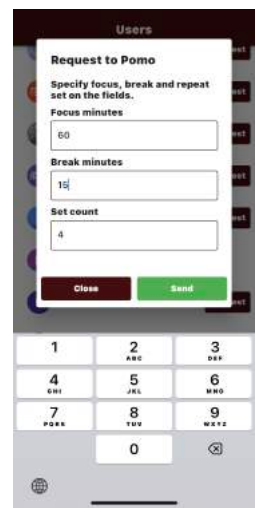 Users
Request to Pomo
Specify focus, break and repeat
set on the fields.
Focus minutes
60
Break minutes
15
Set count
4
Close
Send
1
2
ABC
3
DEF
4
GHI
5
JKL
6
MNO
7
PQRS
8
TUV
9
WXYZ
0